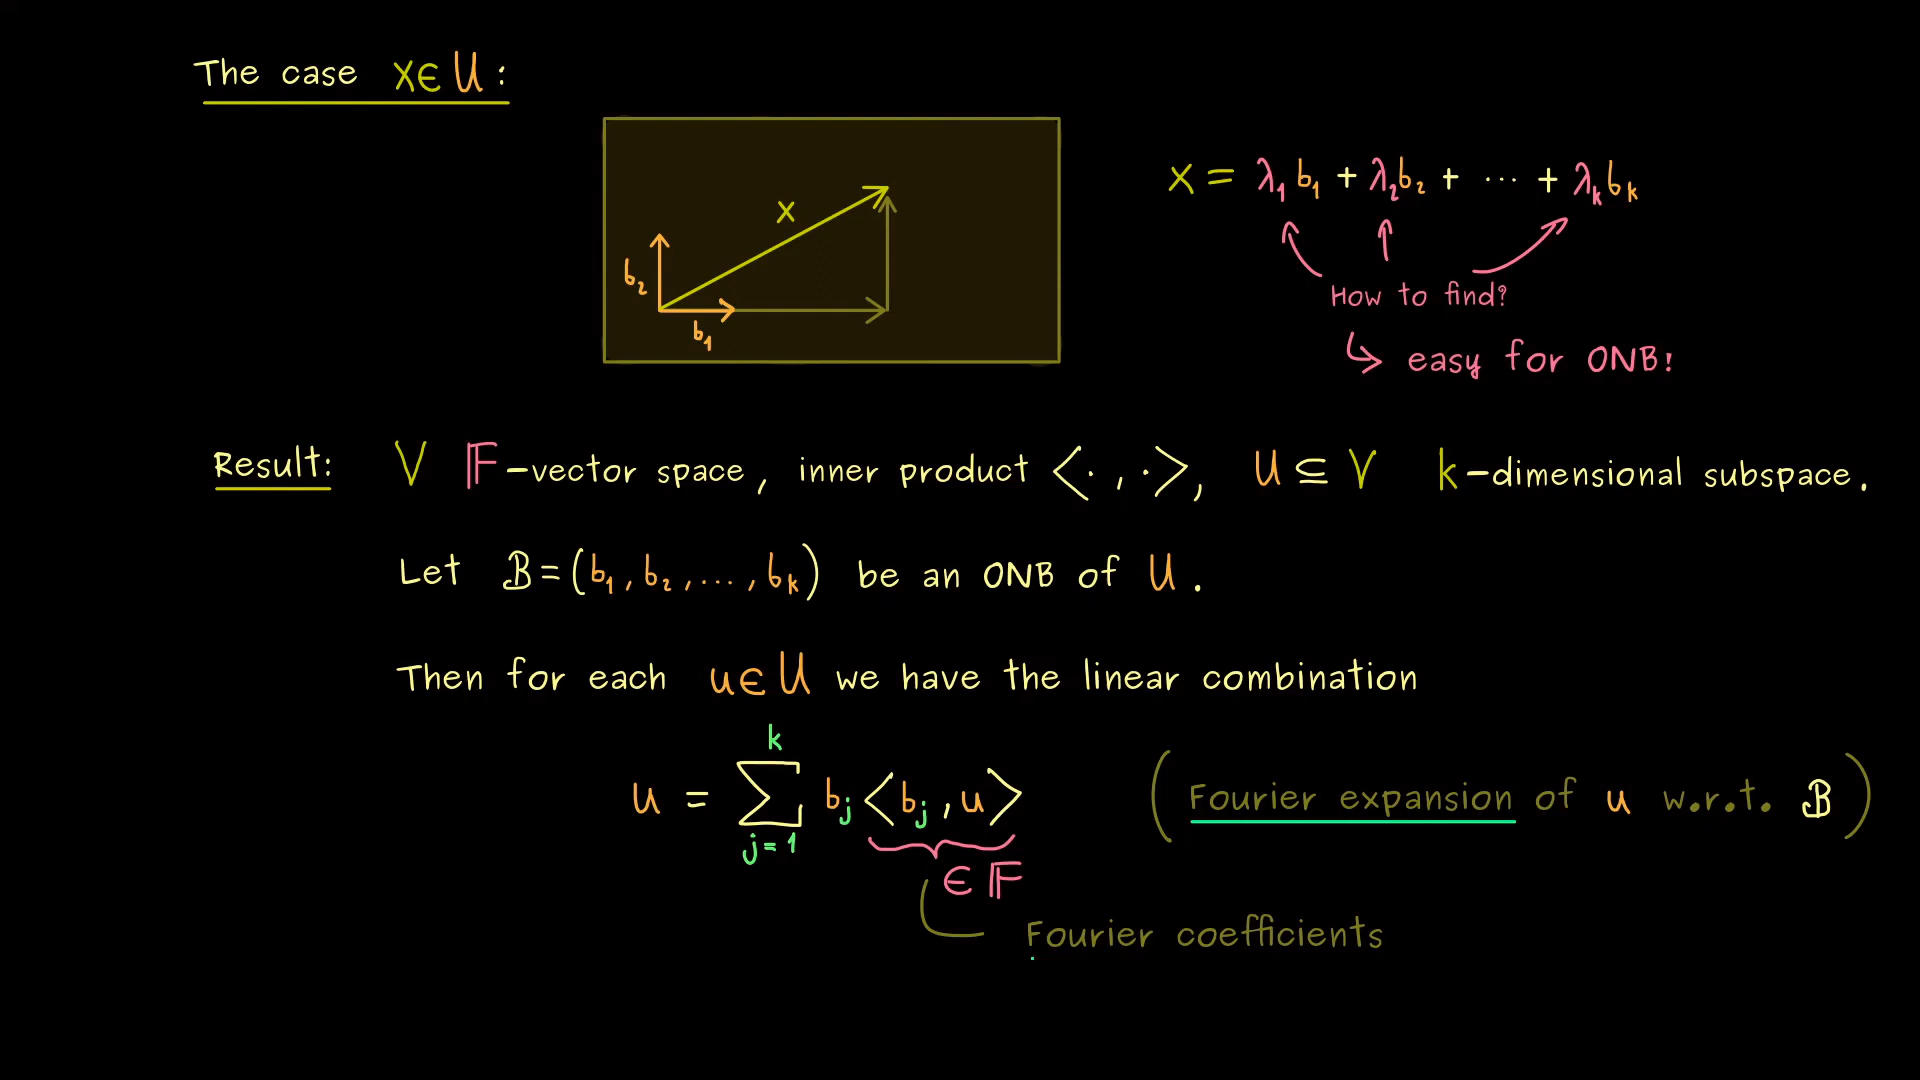 The case x∈U:
x
b₂
b₁
x = λ₁b₁ + λ₂b₂ + ⋯ + λₖbₖ
How to find?
↳ easy for ONB!
Result: V 𝔽-vector space, inner product <·,·>, U ⊆ V k-dimensional subspace.
Let ℬ = (b₁, b₂, …, bₖ) be an ONB of U.
Then for each u∈U we have the linear combination
k
u = ∑ bⱼ<bⱼ, u> (Fourier expansion of u w.r.t. ℬ)
j=1
∈ 𝔽
Fourier coefficients